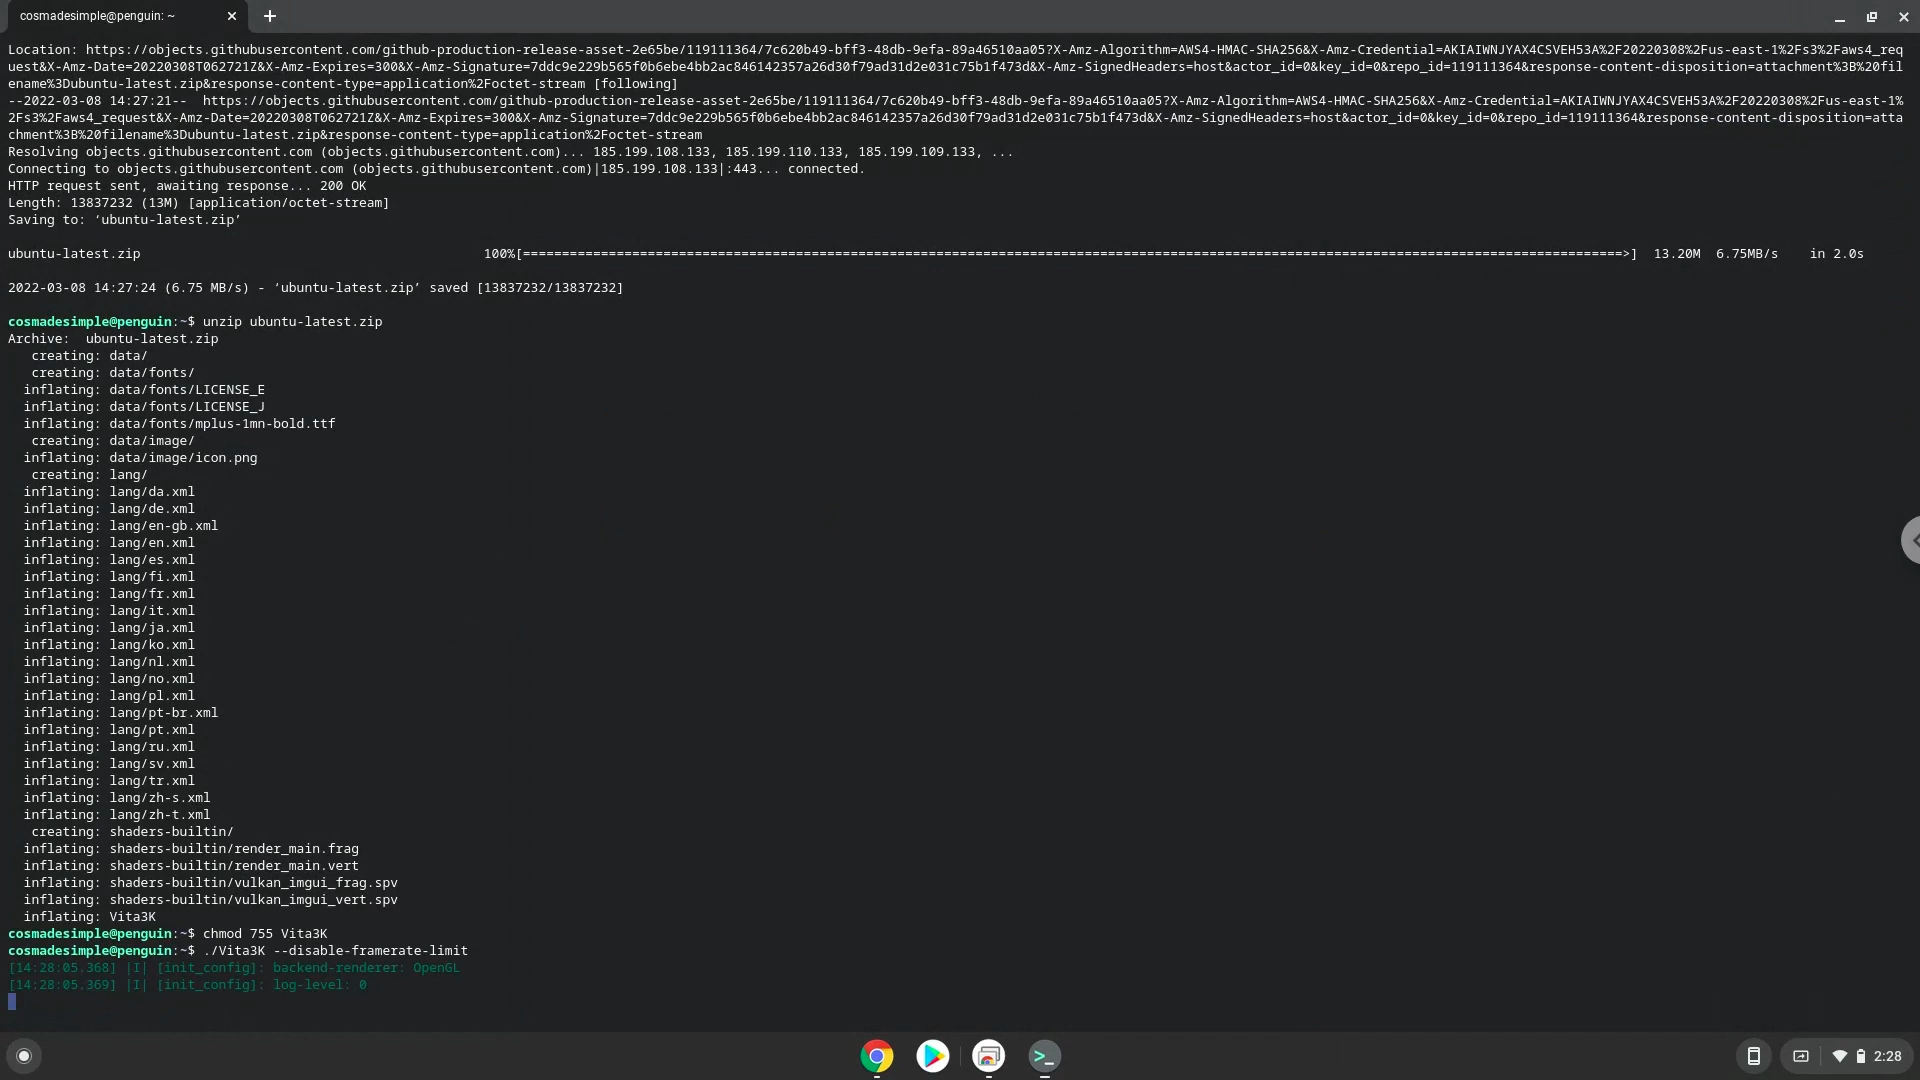 cosmadesimple@penguin: ~
Location: https://objects.githubusercontent.com/github-production-release-asset-2e65be/119111364/7c620b49-bff3-48db-9efa-89a46510aa05?X-Amz-Algorithm=AWS4-HMAC-SHA256&X-Amz-Credential=AKIAIWNJYAX4CSVEH53A%2F20220308%2Fus-east-1%2Fs3%2Faws4_req
uest&X-Amz-Date=20220308T062721Z&X-Amz-Expires=300&X-Amz-Signature=7ddc9e229b565f0b6ebe4bb2ac846142357a26d30f79ad31d2e031c75b1f473d&X-Amz-SignedHeaders=host&actor_id=0&key_id=0&repo_id=119111364&response-content-disposition=attachment%3B%20fil
ename%3Dubuntu-latest.zip&response-content-type=application%2Foctet-stream [following]
--2022-03-08 14:27:21--  https://objects.githubusercontent.com/github-production-release-asset-2e65be/119111364/7c620b49-bff3-48db-9efa-89a46510aa05?X-Amz-Algorithm=AWS4-HMAC-SHA256&X-Amz-Credential=AKIAIWNJYAX4CSVEH53A%2F20220308%2Fus-east-1%
2Fs3%2Faws4_request&X-Amz-Date=20220308T062721Z&X-Amz-Expires=300&X-Amz-Signature=7ddc9e229b565f0b6ebe4bb2ac846142357a26d30f79ad31d2e031c75b1f473d&X-Amz-SignedHeaders=host&actor_id=0&key_id=0&repo_id=119111364&response-content-disposition=atta
chment%3B%20filename%3Dubuntu-latest.zip&response-content-type=application%2Foctet-stream
Resolving objects.githubusercontent.com (objects.githubusercontent.com)... 185.199.108.133, 185.199.110.133, 185.199.109.133, ...
Connecting to objects.githubusercontent.com (objects.githubusercontent.com)|185.199.108.133|:443... connected.
HTTP request sent, awaiting response... 200 OK
Length: 13837232 (13M) [application/octet-stream]
Saving to: ‘ubuntu-latest.zip’
ubuntu-latest.zip 100%[=============================================================================================================================================>] 13.20M 6.75MB/s in 2.0s
2022-03-08 14:27:24 (6.75 MB/s) - ‘ubuntu-latest.zip’ saved [13837232/13837232]
cosmadesimple@penguin:~$ unzip ubuntu-latest.zip
Archive:  ubuntu-latest.zip
creating: data/
creating: data/fonts/
inflating: data/fonts/LICENSE_E
inflating: data/fonts/LICENSE_J
inflating: data/fonts/mplus-1mn-bold.ttf
creating: data/image/
inflating: data/image/icon.png
creating: lang/
inflating: lang/da.xml
inflating: lang/de.xml
inflating: lang/en-gb.xml
inflating: lang/en.xml
inflating: lang/es.xml
inflating: lang/fi.xml
inflating: lang/fr.xml
inflating: lang/it.xml
inflating: lang/ja.xml
inflating: lang/ko.xml
inflating: lang/nl.xml
inflating: lang/no.xml
inflating: lang/pl.xml
inflating: lang/pt-br.xml
inflating: lang/pt.xml
inflating: lang/ru.xml
inflating: lang/sv.xml
inflating: lang/tr.xml
inflating: lang/zh-s.xml
inflating: lang/zh-t.xml
creating: shaders-builtin/
inflating: shaders-builtin/render_main.frag
inflating: shaders-builtin/render_main.vert
inflating: shaders-builtin/vulkan_imgui_frag.spv
inflating: shaders-builtin/vulkan_imgui_vert.spv
inflating: Vita3K
cosmadesimple@penguin:~$ chmod 755 Vita3K
cosmadesimple@penguin:~$ ./Vita3K --disable-framerate-limit
[14:28:05.368] |I| [init_config]: backend-renderer: OpenGL
[14:28:05.369] |I| [init_config]: log-level: 0
2:28